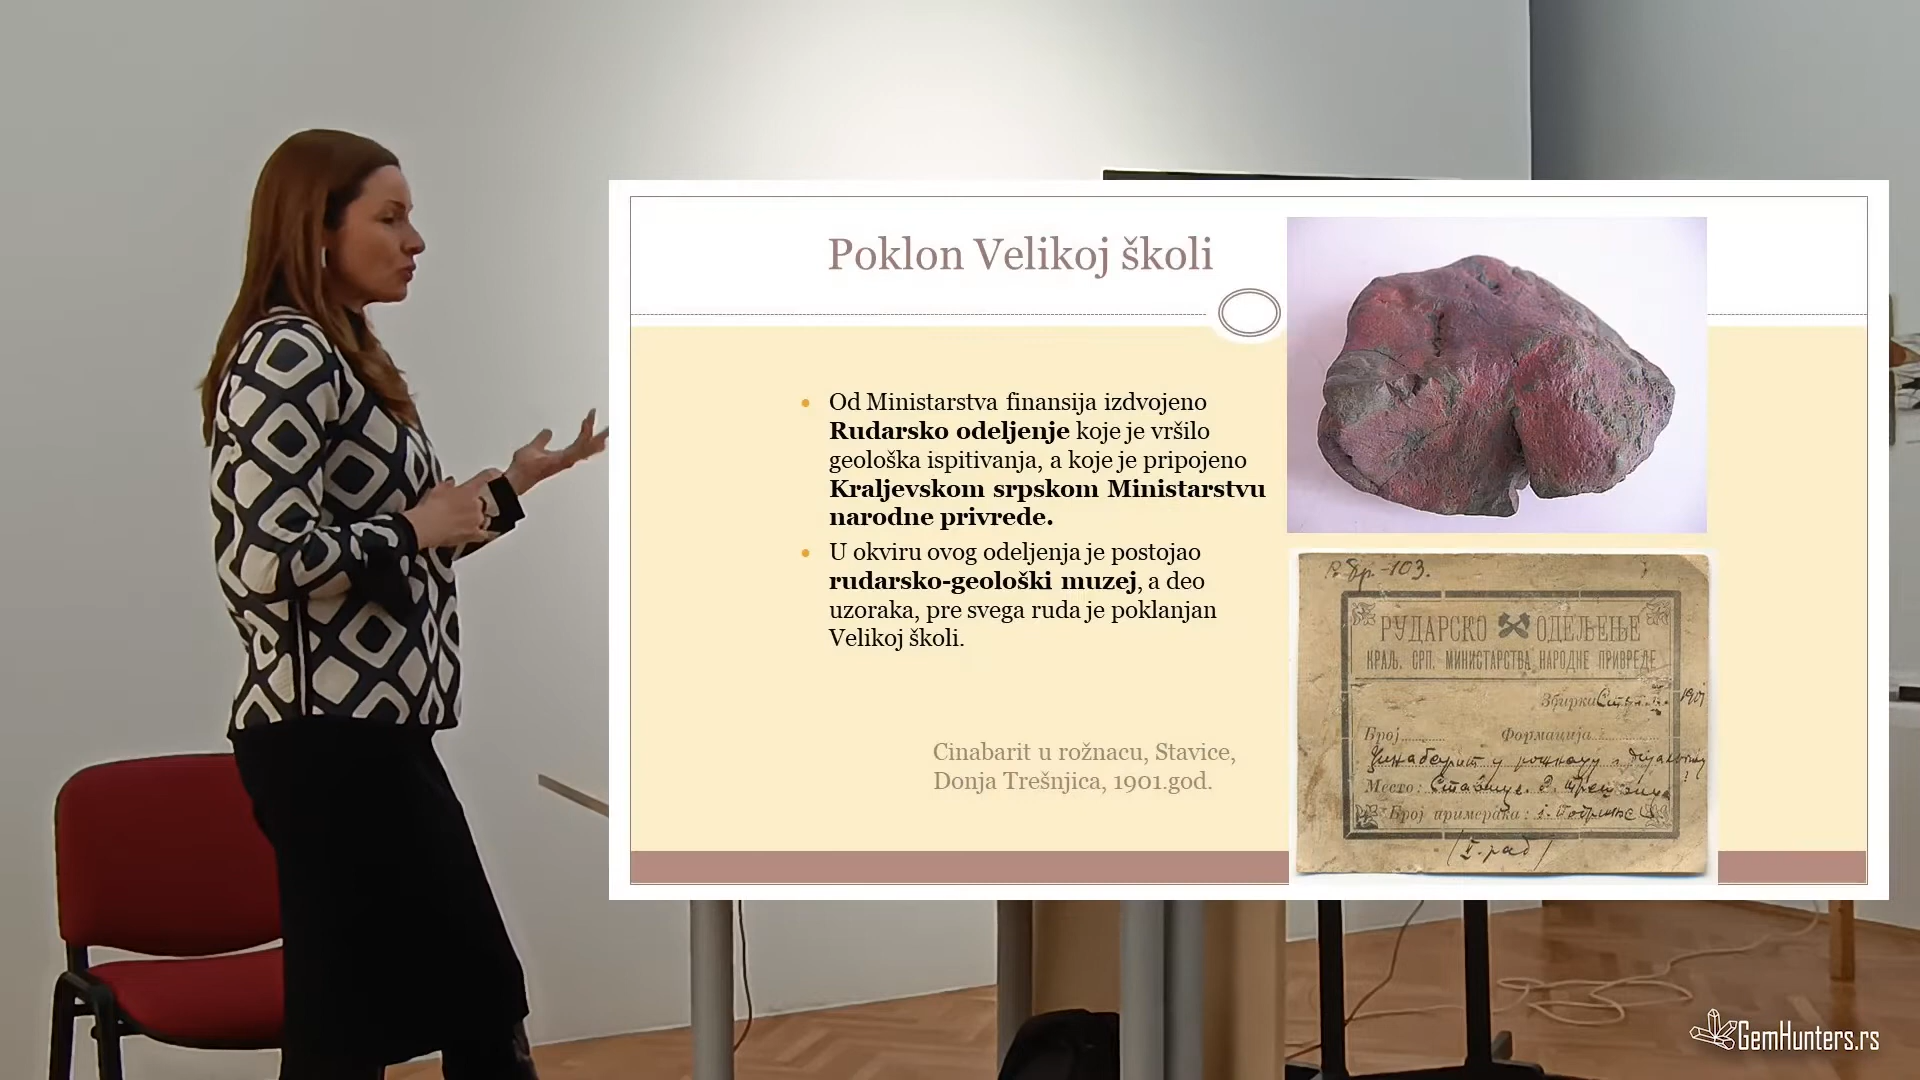 Poklon Velikoj školi
Od Ministarstva finansija izdvojeno
Rudarsko odeljenje koje je vršilo
geološka ispitivanja, a koje je pripojeno
Kraljevskom srpskom Ministarstvu
narodne privrede.
U okviru ovog odeljenja je postojao
rudarsko-geološki muzej, a deo
uzoraka, pre svega ruda je poklanjan
Velikoj školi.
Cinabarit u rožnacu, Stavice,
Donja Trešnjica, 1901.god.
103.
РУДАРСКО ОДЕЉЕЊЕ
КРАЉ. СРП. МИНИСТАРСТВА НАРОДНЕ ПРИВРЕДЕ
Збирка
Број Формација
Цинабарит у
Место:
Број примерака:
GemHunters.rs